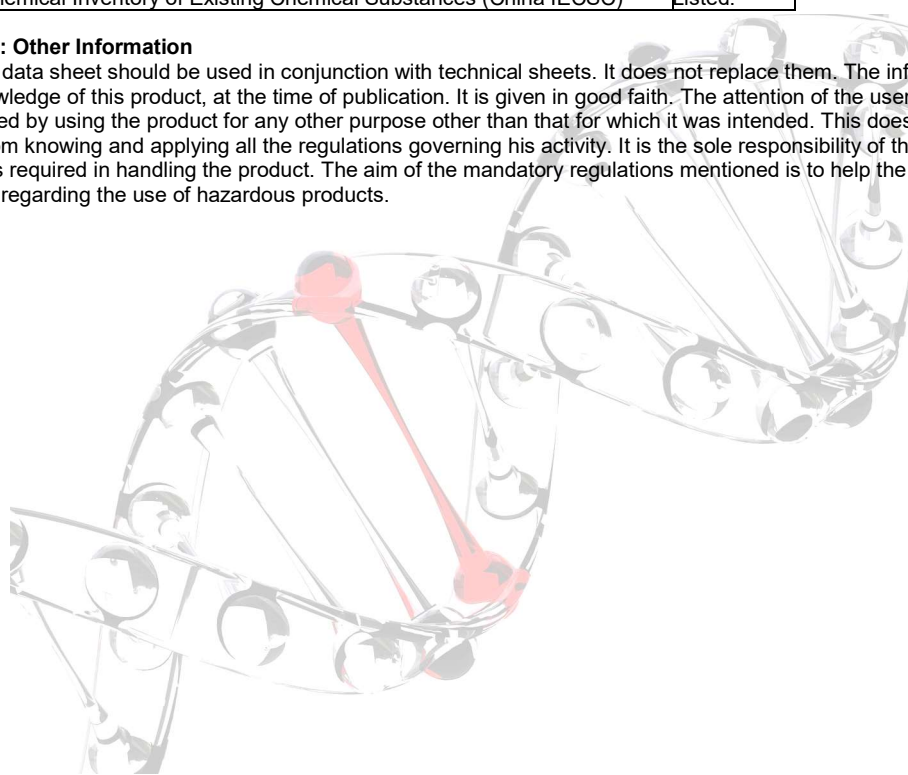 emical Inventory of Existing Chemical Substances (China IECSC) Listed.
: Other Information
data sheet should be used in conjunction with technical sheets. It does not replace them. The inf
wledge of this product, at the time of publication. It is given in good faith. The attention of the user
ed by using the product for any other purpose other than that for which it was intended. This does
m knowing and applying all the regulations governing his activity. It is the sole responsibility of th
s required in handling the product. The aim of the mandatory regulations mentioned is to help the
regarding the use of hazardous products.